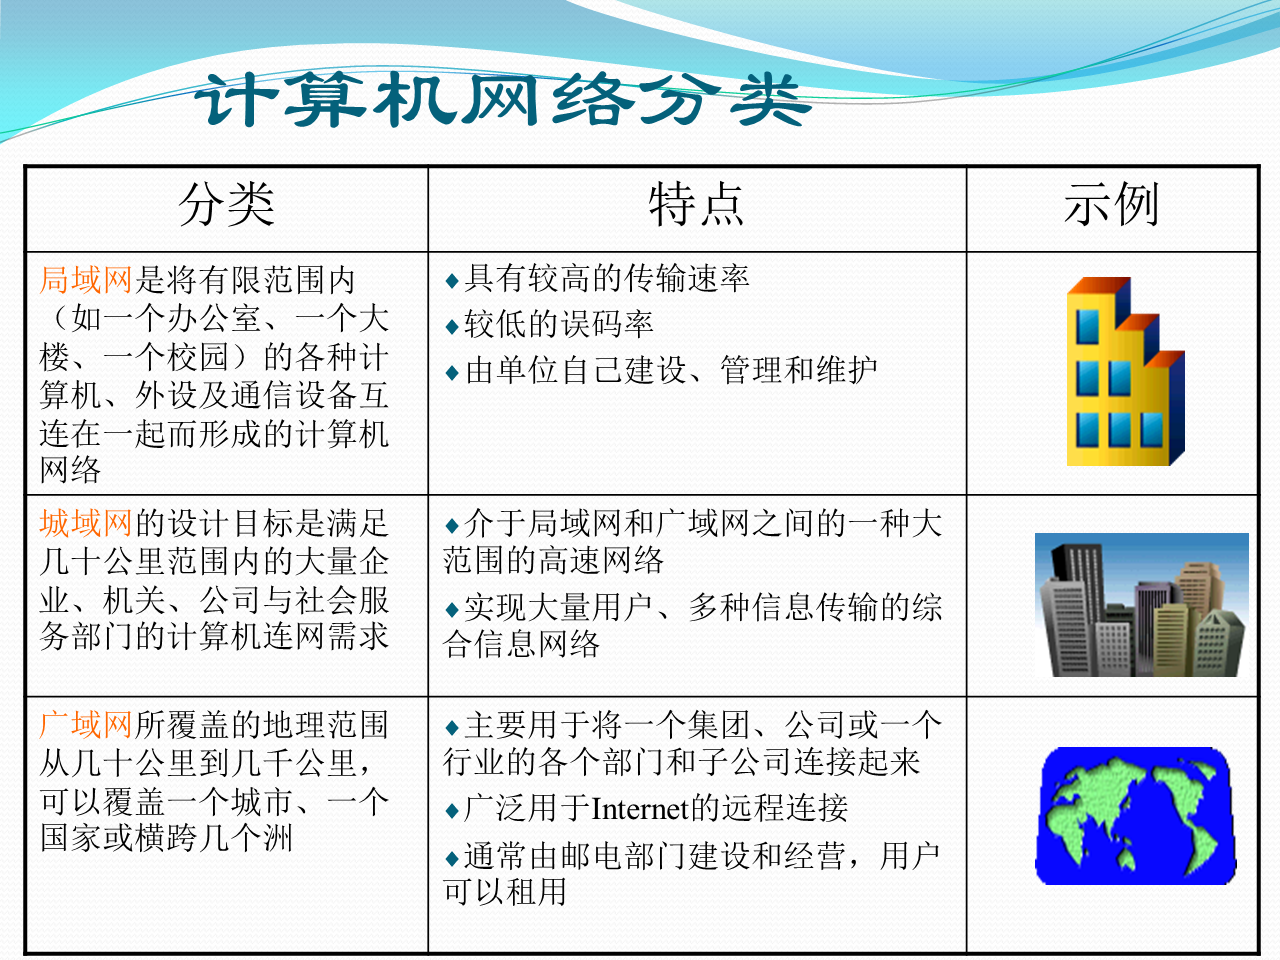 计算机网络分类
分类
特点
示例
局域网是将有限范围内
（如一个办公室、一个大
楼、一个校园）的各种计
算机、外设及通信设备互
连在一起而形成的计算机
网络
♦具有较高的传输速率
♦较低的误码率
♦由单位自己建设、管理和维护
城域网的设计目标是满足
几十公里范围内的大量企
业、机关、公司与社会服
务部门的计算机连网需求
♦介于局域网和广域网之间的一种大
范围的高速网络
♦实现大量用户、多种信息传输的综
合信息网络
广域网所覆盖的地理范围
从几十公里到几千公里，
可以覆盖一个城市、一个
国家或横跨几个洲
♦主要用于将一个集团、公司或一个
行业的各个部门和子公司连接起来
♦广泛用于Internet的远程连接
♦通常由邮电部门建设和经营，用户
可以租用